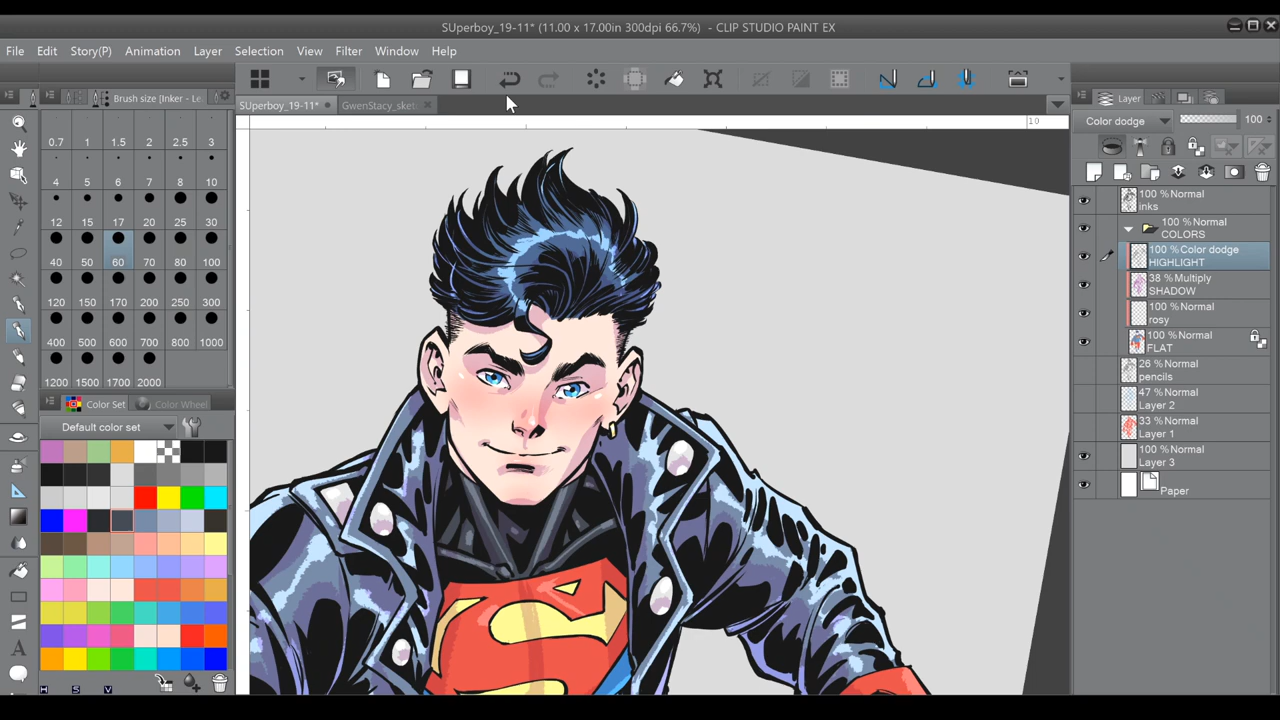 SUperboy_19-11* (11.00 x 17.00in 300dpi 66.7%) - CLIP STUDIO PAINT EX
File Edit Story(P) Animation Layer Selection View Filter Window Help
Brush size [Inker - Le
SUperboy_19-11* GwenStacy_sket
Layer
10
Color dodge 100
0.7 1 1.5 2 2.5 3
4 5 6 7 8 10
12 15 17 20 25 30
40 50 60 70 80 100
120 150 170 200 250 300
400 500 600 700 800 1000
1200 1500 1700 2000
Color Set Color Wheel
Default color set
H S V
S
100 %Normal
inks
100 %Normal
COLORS
100 %Color dodge
HIGHLIGHT
38 %Multiply
SHADOW
100 %Normal
rosy
100 %Normal
FLAT
26 %Normal
pencils
47 %Normal
Layer 2
33 %Normal
Layer 1
100 %Normal
Layer 3
Paper